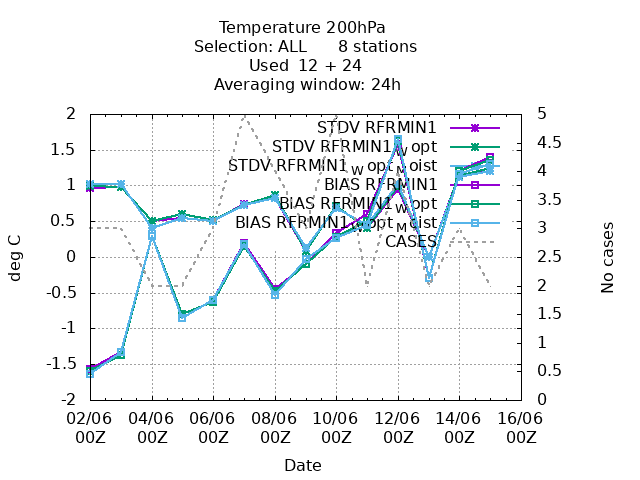 Temperature 200hPa
Selection: ALL 8 stations
Used 12 + 24
Averaging window: 24h
deg C
2
1.5
1
0.5
0
-0.5
-1
-1.5
-2
STDV RFRMIN1
STDV RFRMIN1_W opt
STDV RFRMIN1_W opt_Moist
BIAS RFRMIN1
BIAS RFRMIN1_W opt
BIAS RFRMIN1_W opt_Moist
CASES
5
4.5
4
3.5
3
2.5
2
1.5
1
0.5
0
No cases
02/06 04/06 06/06 08/06 10/06 12/06 14/06 16/06
00Z 00Z 00Z 00Z 00Z 00Z 00Z 00Z
Date